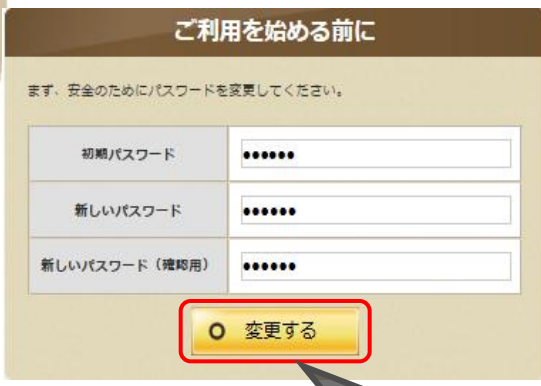 ご利用を始める前に
まず、安全のためにパスワードを変更してください。
初期パスワード
••••••
新しいパスワード
••••••
新しいパスワード（確認用）
••••••
変更する